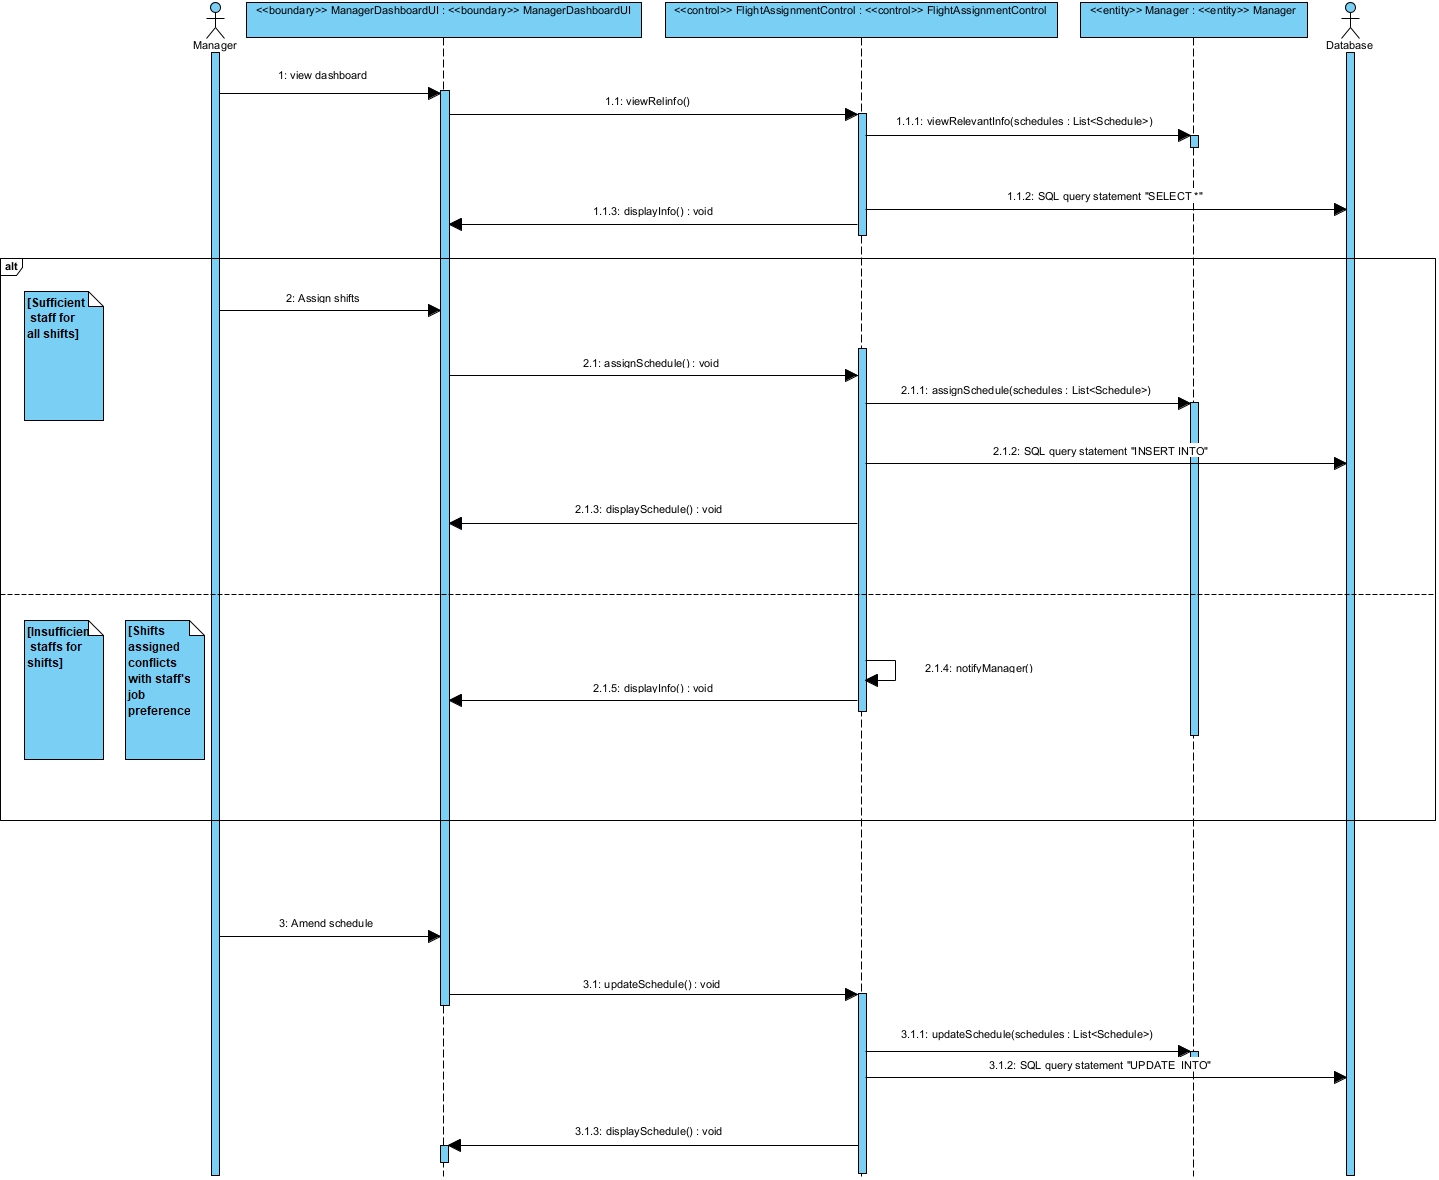 <<boundary>> ManagerDashboardUI : <<boundary>> ManagerDashboardUI
<<control>> FlightAssignmentControl : <<control>> FlightAssignmentControl
<<entity>> Manager : <<entity>> Manager
Manager
Database
1: view dashboard
1.1: viewRelinfo()
1.1.1: viewRelevantInfo(schedules : List<Schedule>)
1.1.2: SQL query statement "SELECT *"
1.1.3: displayInfo() : void
alt
[Sufficient
staff for
all shifts]
2: Assign shifts
2.1: assignSchedule() : void
2.1.1: assignSchedule(schedules : List<Schedule>)
2.1.2: SQL query statement "INSERT INTO"
2.1.3: displaySchedule() : void
[Insufficien
staffs for
shifts]
[Shifts
assigned
conflicts
with staff's
job
preference
2.1.4: notifyManager()
2.1.5: displayInfo() : void
3: Amend schedule
3.1: updateSchedule() : void
3.1.1: updateSchedule(schedules : List<Schedule>)
3.1.2: SQL query statement "UPDATE INTO"
3.1.3: displaySchedule() : void